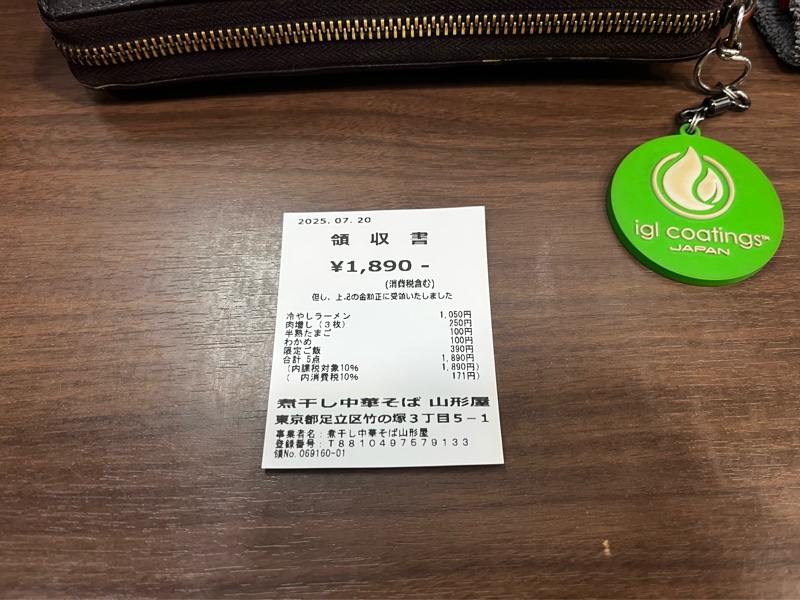 2025.07.20
領収書
¥1,890-
(消費税含む)
但し、上記の金額正に受領いたしました
冷やしラーメン 1,050円
肉増し(3枚) 250円
半熟たまご 100円
わかめ 100円
限定ご飯 390円
合計 5点 1,890円
(内課税対象10% 1,890円)
( 内消費税10% 171円)
煮干し中華そば 山形屋
東京都足立区竹の塚3丁目5-1
事業者名:煮干し中華そば山形屋
登録番号:T8810497579133
領No.069160-01
igl coatings™
JAPAN